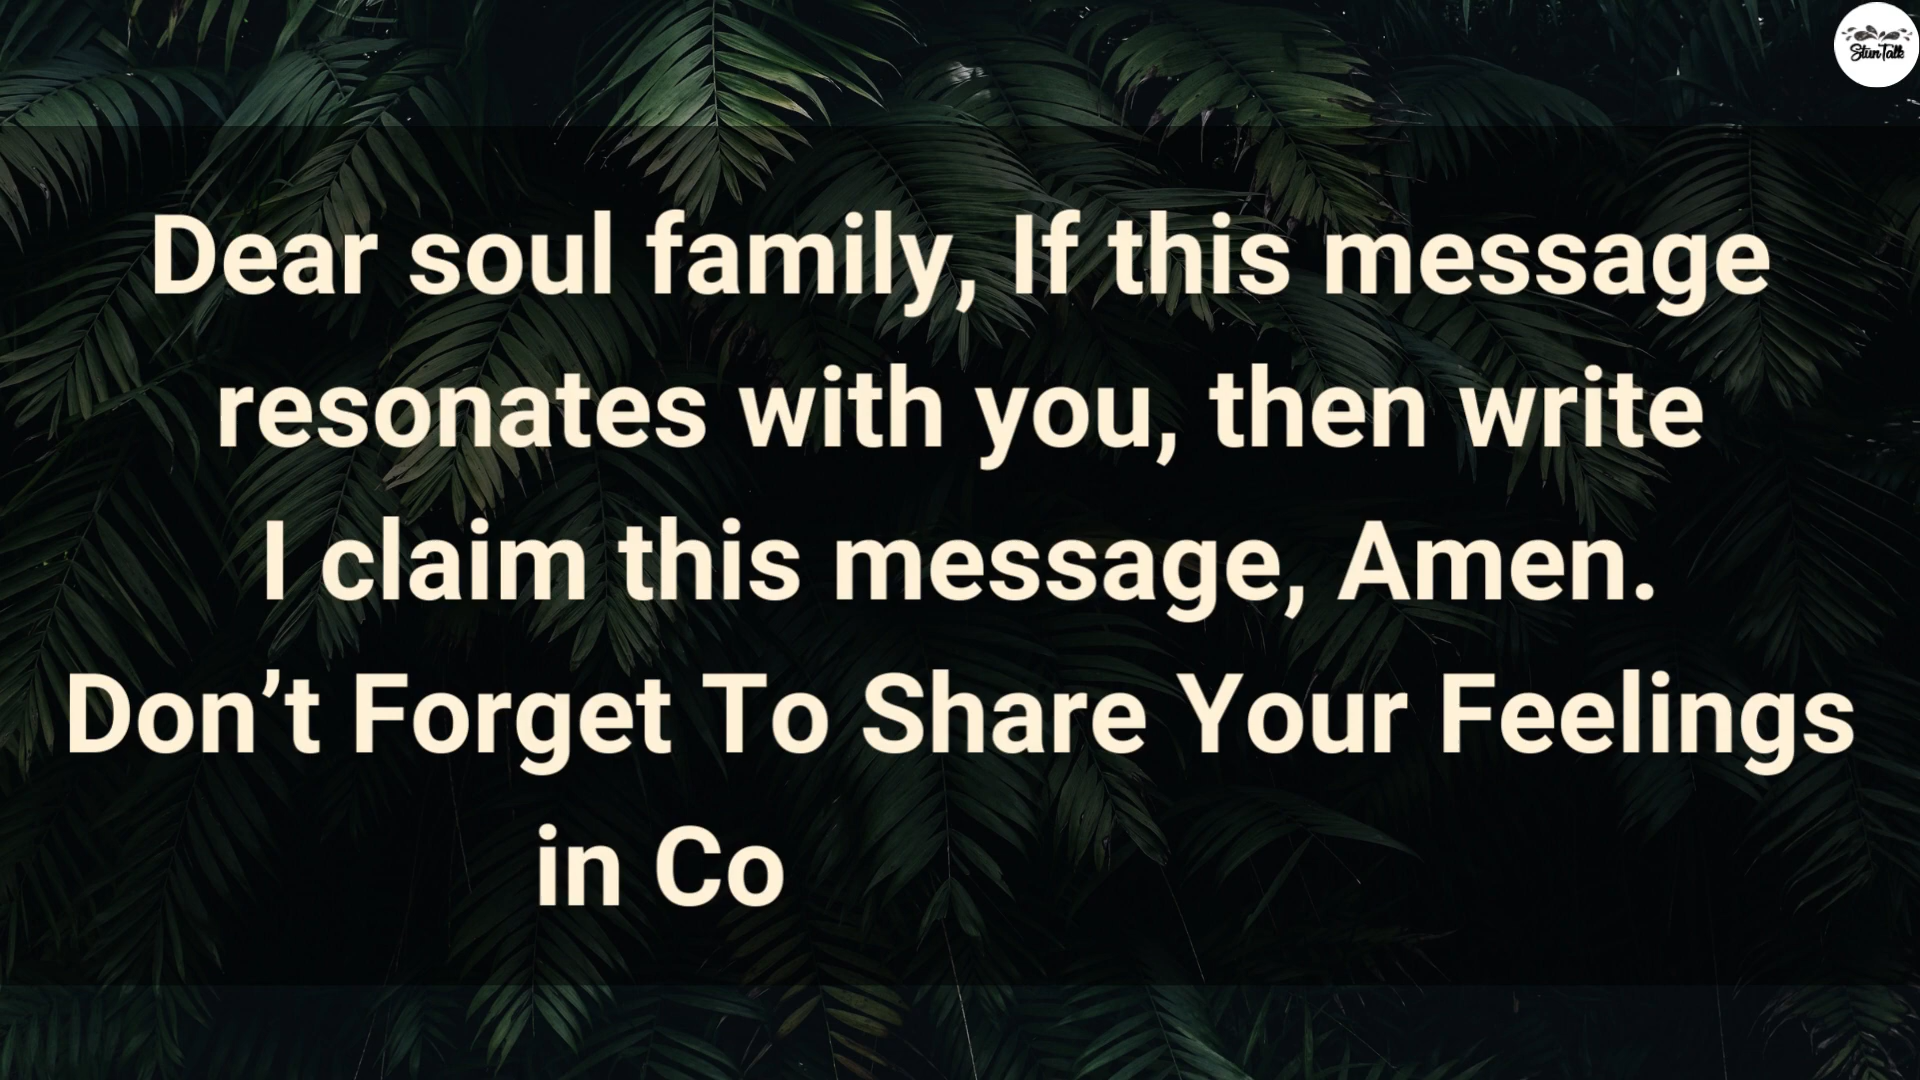 StunTalk
Dear soul family, If this message
resonates with you, then write
I claim this message, Amen.
Don’t Forget To Share Your Feelings
in Co